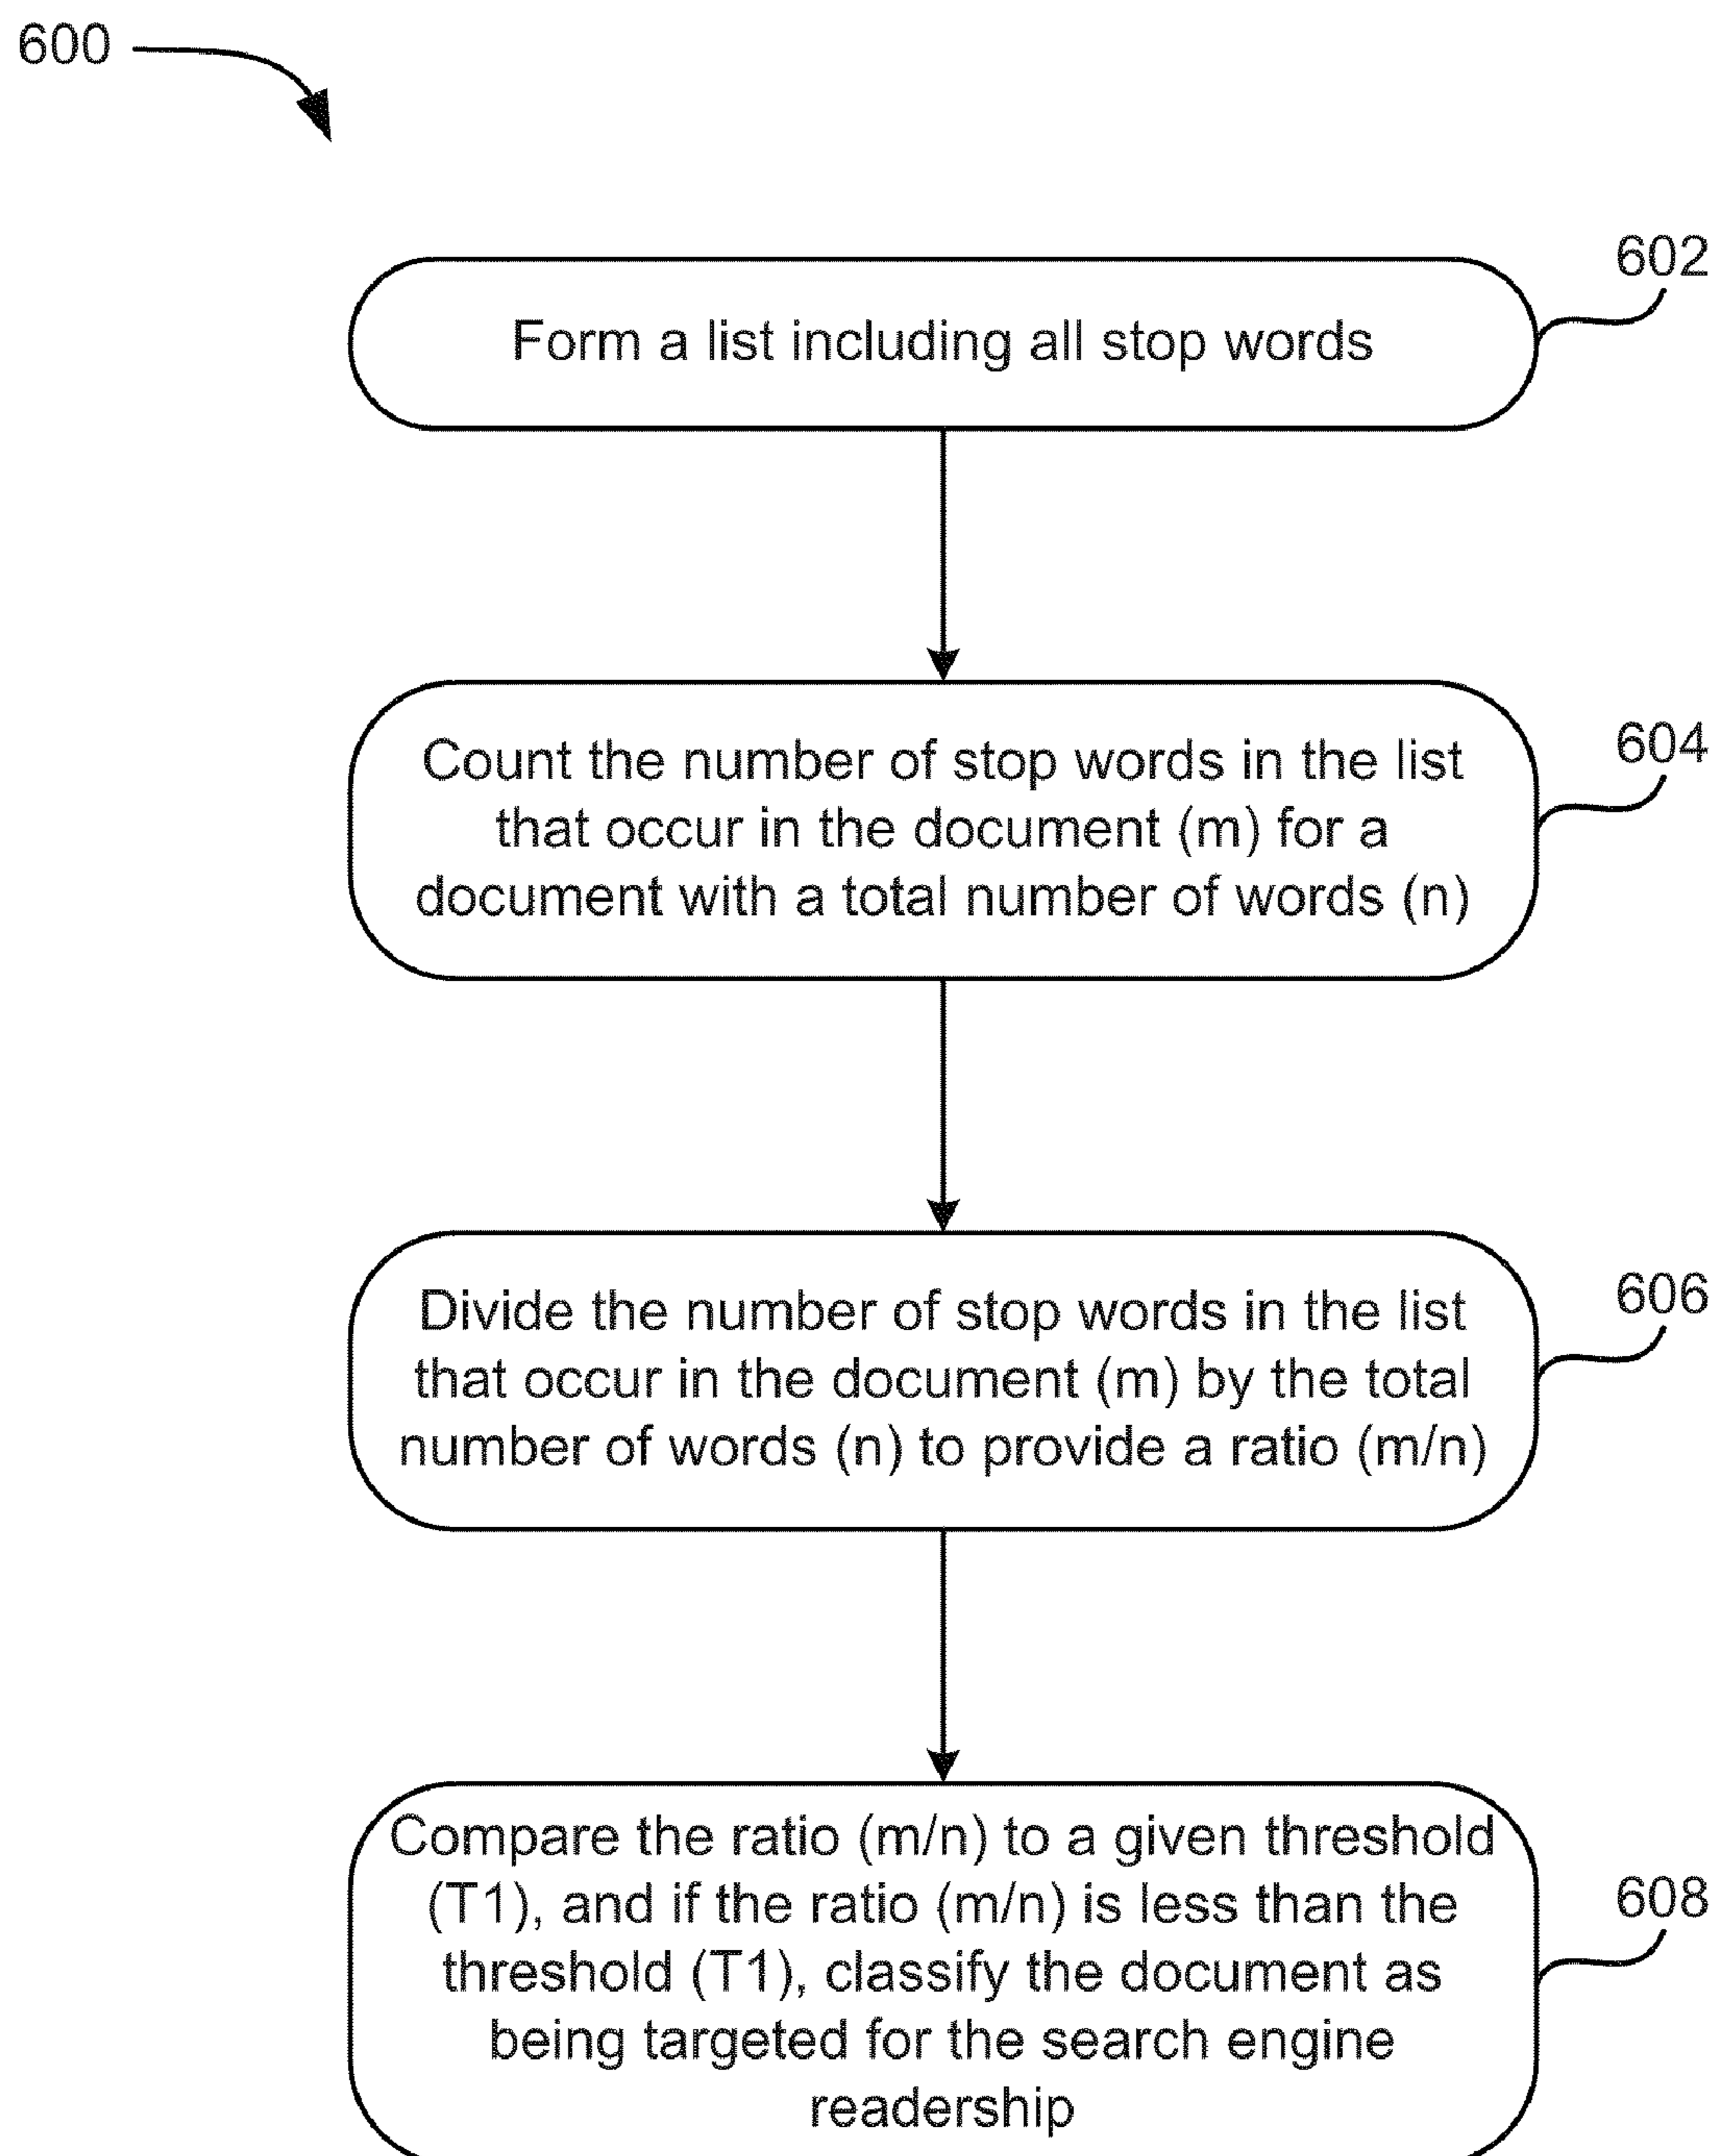 600
602
Form a list including all stop words
604
Count the number of stop words in the list
that occur in the document (m) for a
document with a total number of words (n)
606
Divide the number of stop words in the list
that occur in the document (m) by the total
number of words (n) to provide a ratio (m/n)
608
Compare the ratio (m/n) to a given threshold
(T1), and if the ratio (m/n) is less than the
threshold (T1), classify the document as
being targeted for the search engine
readership